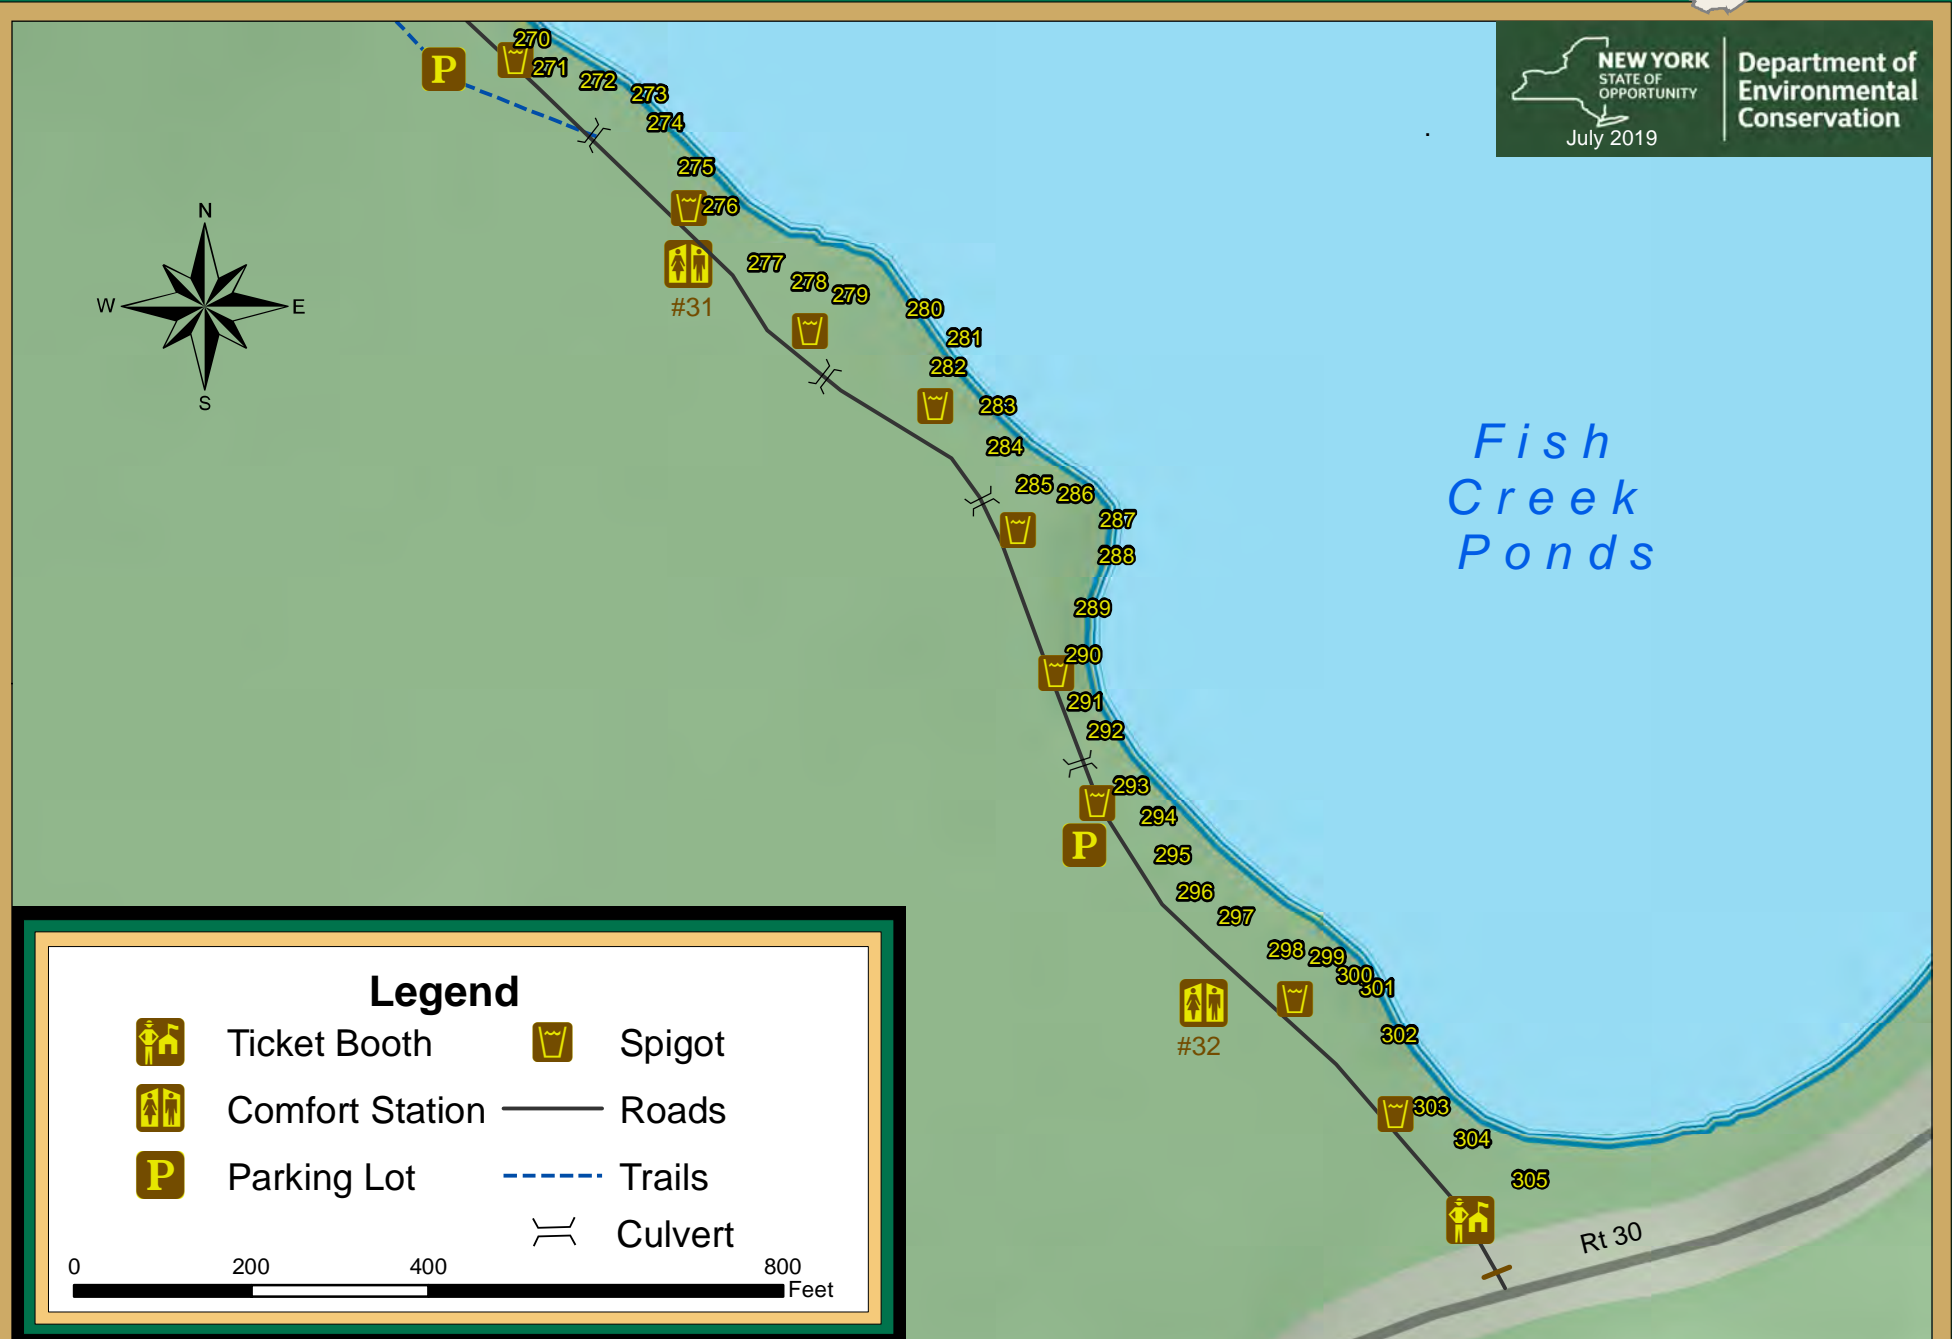 NEW YORK
STATE OF
OPPORTUNITY
July 2019
Department of
Environmental
Conservation
270
271
272
273
274
275
276
277
278
279
280
281
282
283
284
285
286
287
288
289
290
291
292
293
294
295
296
297
298
299
300
301
302
303
304
305
P
#31
N
W
E
S
Fish
Creek
Ponds
P
#32
Rt 30
Legend
Ticket Booth
Spigot
Comfort Station
Roads
P
Parking Lot
Trails
Culvert
0 200 400 800
Feet